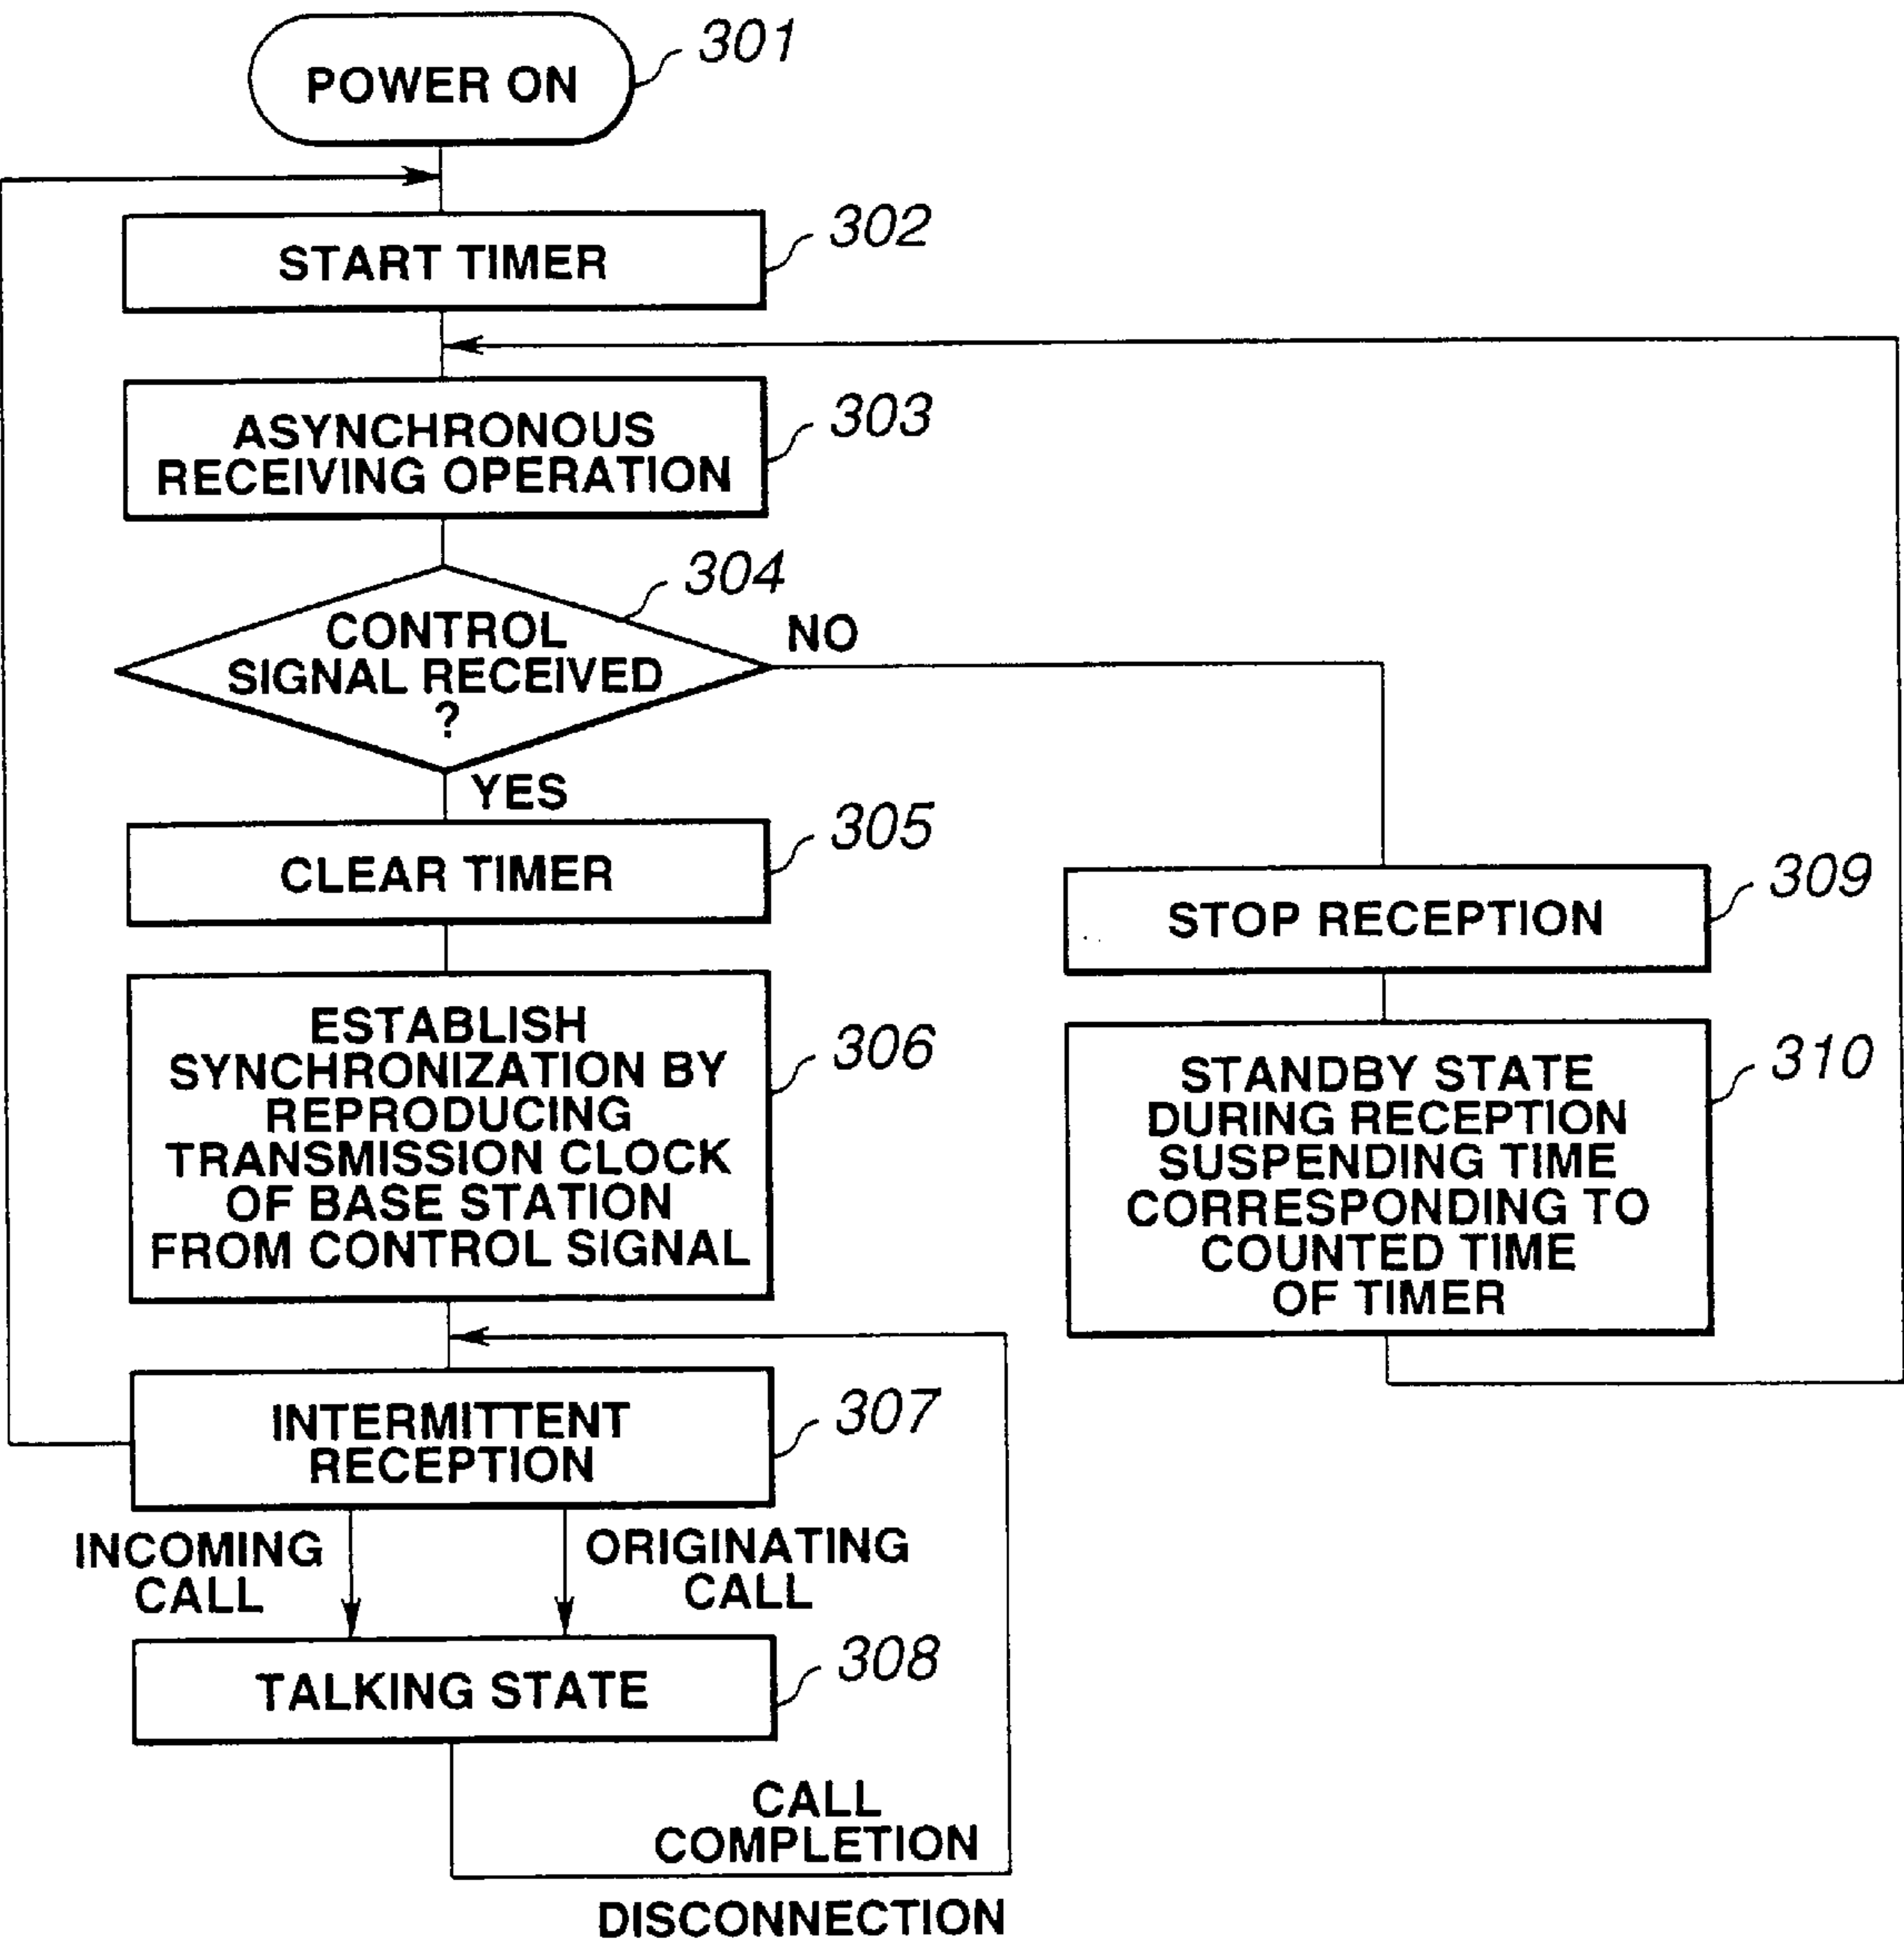 POWER ON
301
START TIMER
302
ASYNCHRONOUS
RECEIVING OPERATION
303
CONTROL
SIGNAL RECEIVED
?
304
NO
YES
CLEAR TIMER
305
ESTABLISH
SYNCHRONIZATION BY
REPRODUCING
TRANSMISSION CLOCK
OF BASE STATION
FROM CONTROL SIGNAL
306
INTERMITTENT
RECEPTION
307
INCOMING
CALL
ORIGINATING
CALL
TALKING STATE
308
CALL
COMPLETION
DISCONNECTION
STOP RECEPTION
309
STANDBY STATE
DURING RECEPTION
SUSPENDING TIME
CORRESPONDING TO
COUNTED TIME
OF TIMER
310